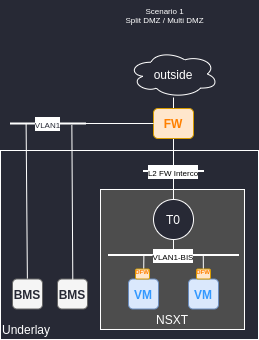 Scenario 1
Split DMZ / Multi DMZ
outside
FW
VLAN1
L2 FW Interco
T0
VLAN1-BIS
DFW
DFW
BMS
BMS
VM
VM
NSXT
Underlay